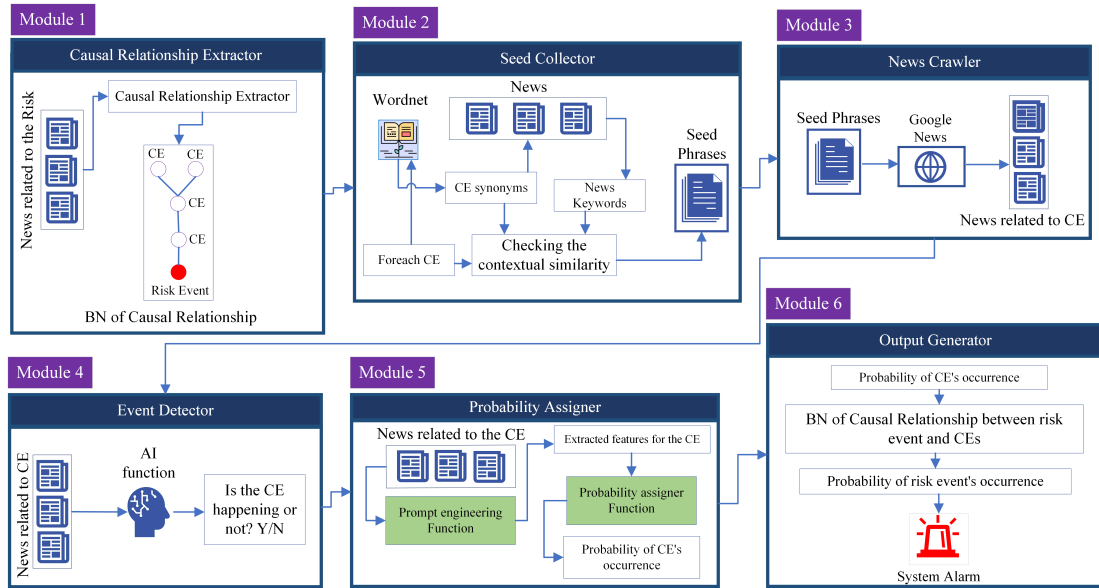 Module 1
Causal Relationship Extractor
News related ro the Risk
Causal Relationship Extractor
CE
CE
CE
CE
Risk Event
BN of Causal Relationship
Module 2
Seed Collector
Wordnet
News
Seed
Phrases
CE synonyms
News
Keywords
Foreach CE
Checking the
contextual similarity
Module 3
News Crawler
Seed Phrases
Google
News
News related to CE
Module 4
Event Detector
News related to CE
AI
function
Is the CE
happening or
not? Y/N
Module 5
Probability Assigner
News related to the CE
Extracted features for the CE
Prompt engineering
Function
Probability assigner
Function
Probability of CE's
occurrence
Module 6
Output Generator
Probability of CE's occurrence
BN of Causal Relationship between risk
event and CEs
Probability of risk event's occurrence
System Alarm